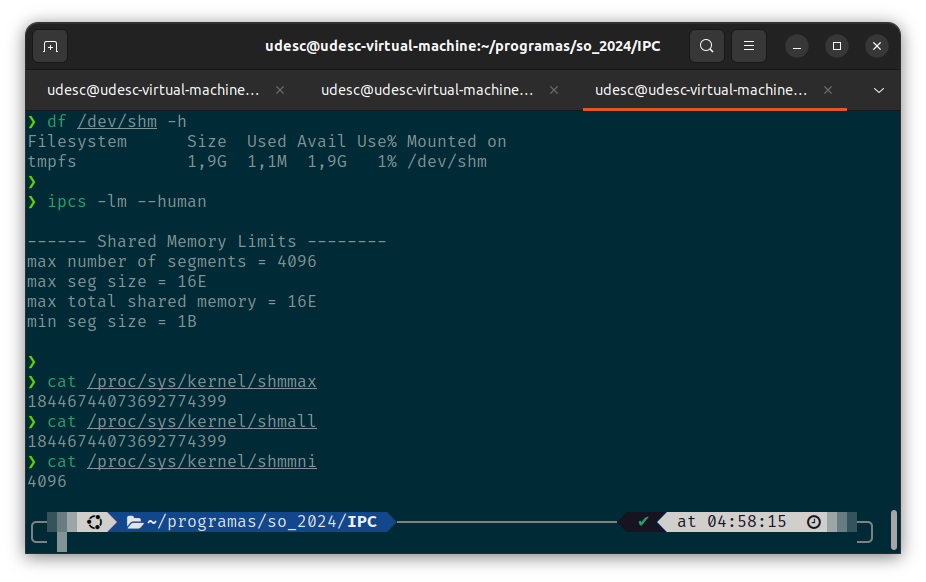 udesc@udesc-virtual-machine:~/programas/so_2024/IPC
udesc@udesc-virtual-machine... udesc@udesc-virtual-machine... udesc@udesc-virtual-machine...
❯ df /dev/shm -h
Filesystem      Size  Used Avail Use% Mounted on
tmpfs           1,9G  1,1M  1,9G   1% /dev/shm
❯
❯ ipcs -lm --human
------ Shared Memory Limits --------
max number of segments = 4096
max seg size = 16E
max total shared memory = 16E
min seg size = 1B
❯
❯ cat /proc/sys/kernel/shmmax
18446744073692774399
❯ cat /proc/sys/kernel/shmall
18446744073692774399
❯ cat /proc/sys/kernel/shmmni
4096
~/programas/so_2024/IPC ✔ at 04:58:15